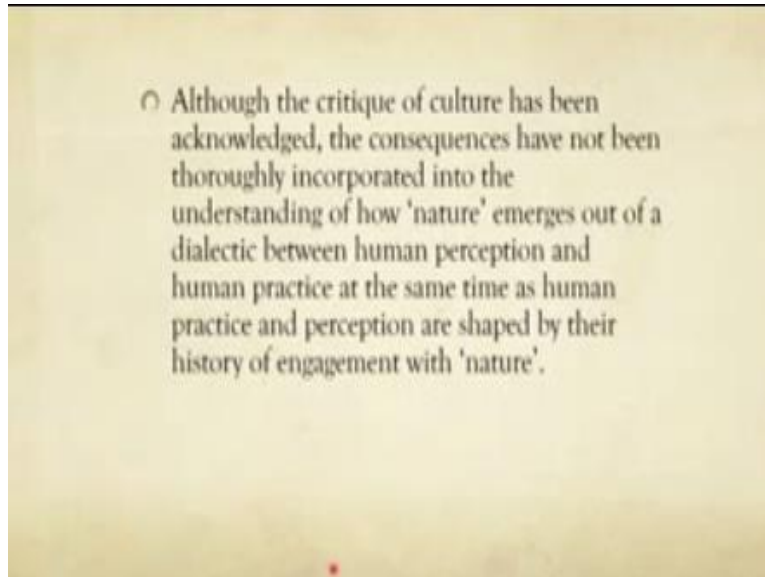 Although the critique of culture has been
acknowledged, the consequences have not been
thoroughly incorporated into the
understanding of how 'nature' emerges out of a
dialectic between human perception and
human practice at the same time as human
practice and perception are shaped by their
history of engagement with 'nature'.